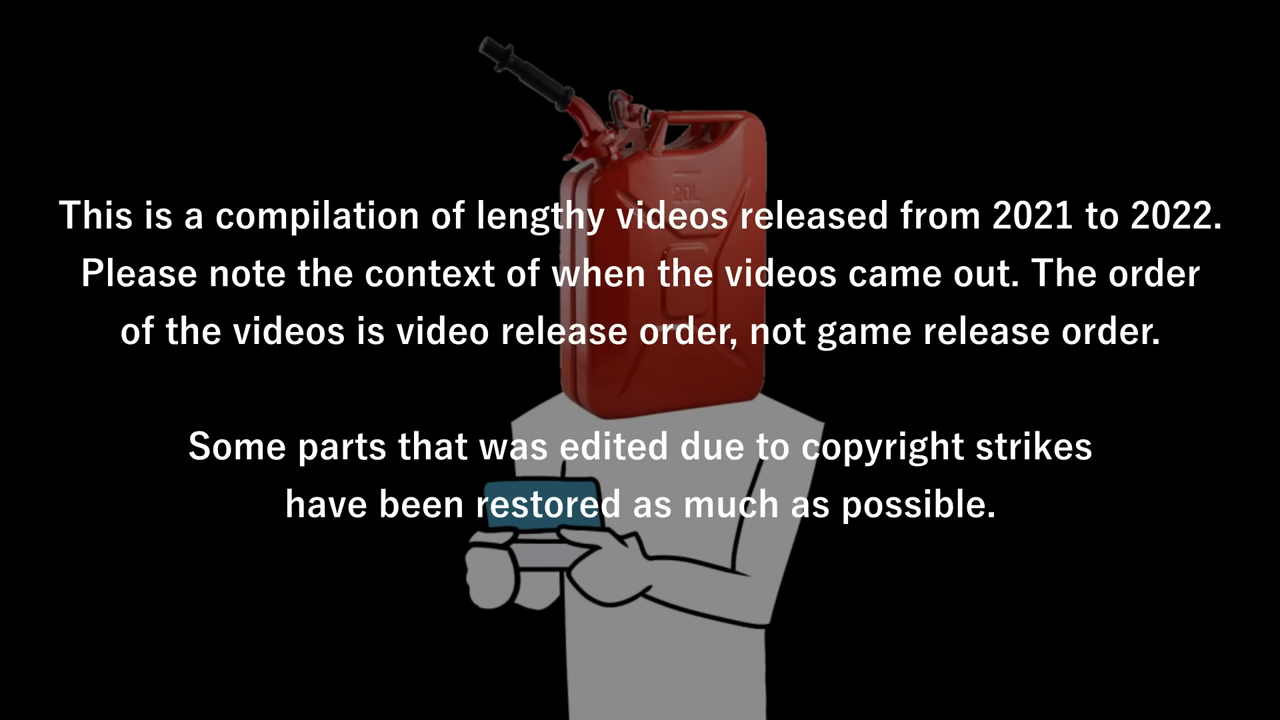 This is a compilation of lengthy videos released from 2021 to 2022.
Please note the context of when the videos came out. The order
of the videos is video release order, not game release order.
Some parts that was edited due to copyright strikes
have been restored as much as possible.